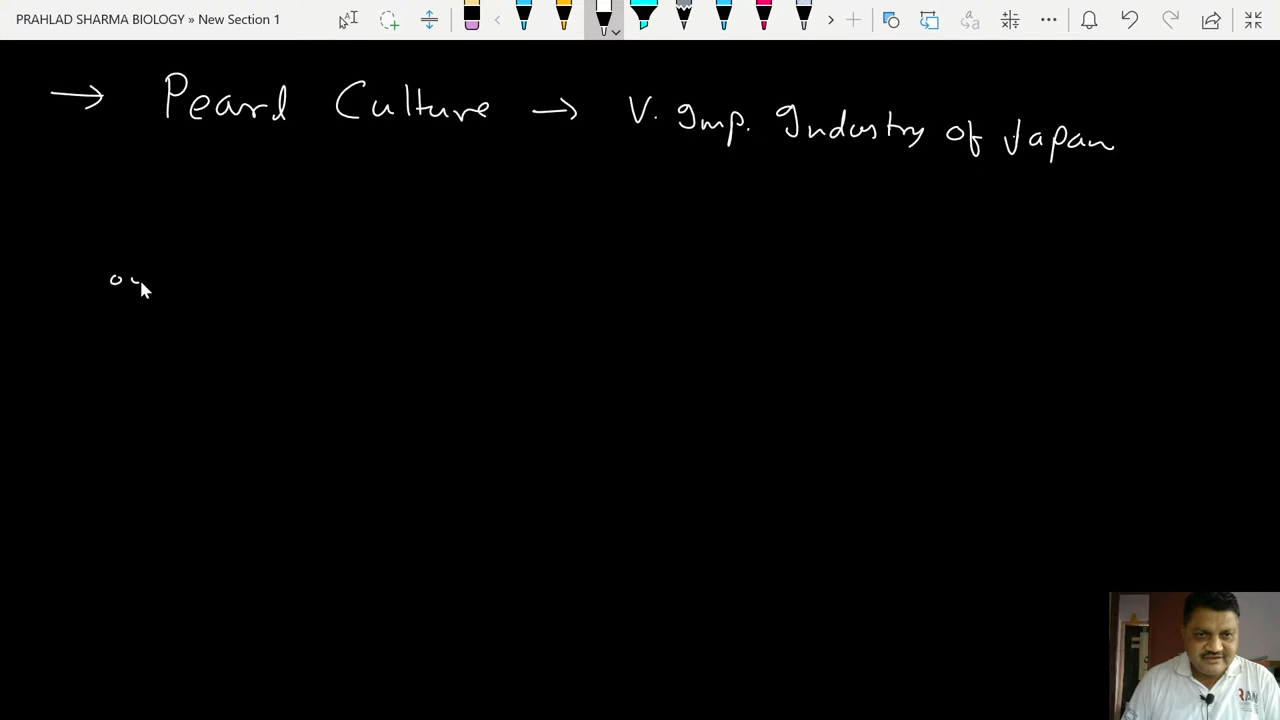 PRAHLAD SHARMA BIOLOGY » New Section 1
→ Pearl Culture → V. Imp. Industry of Japan